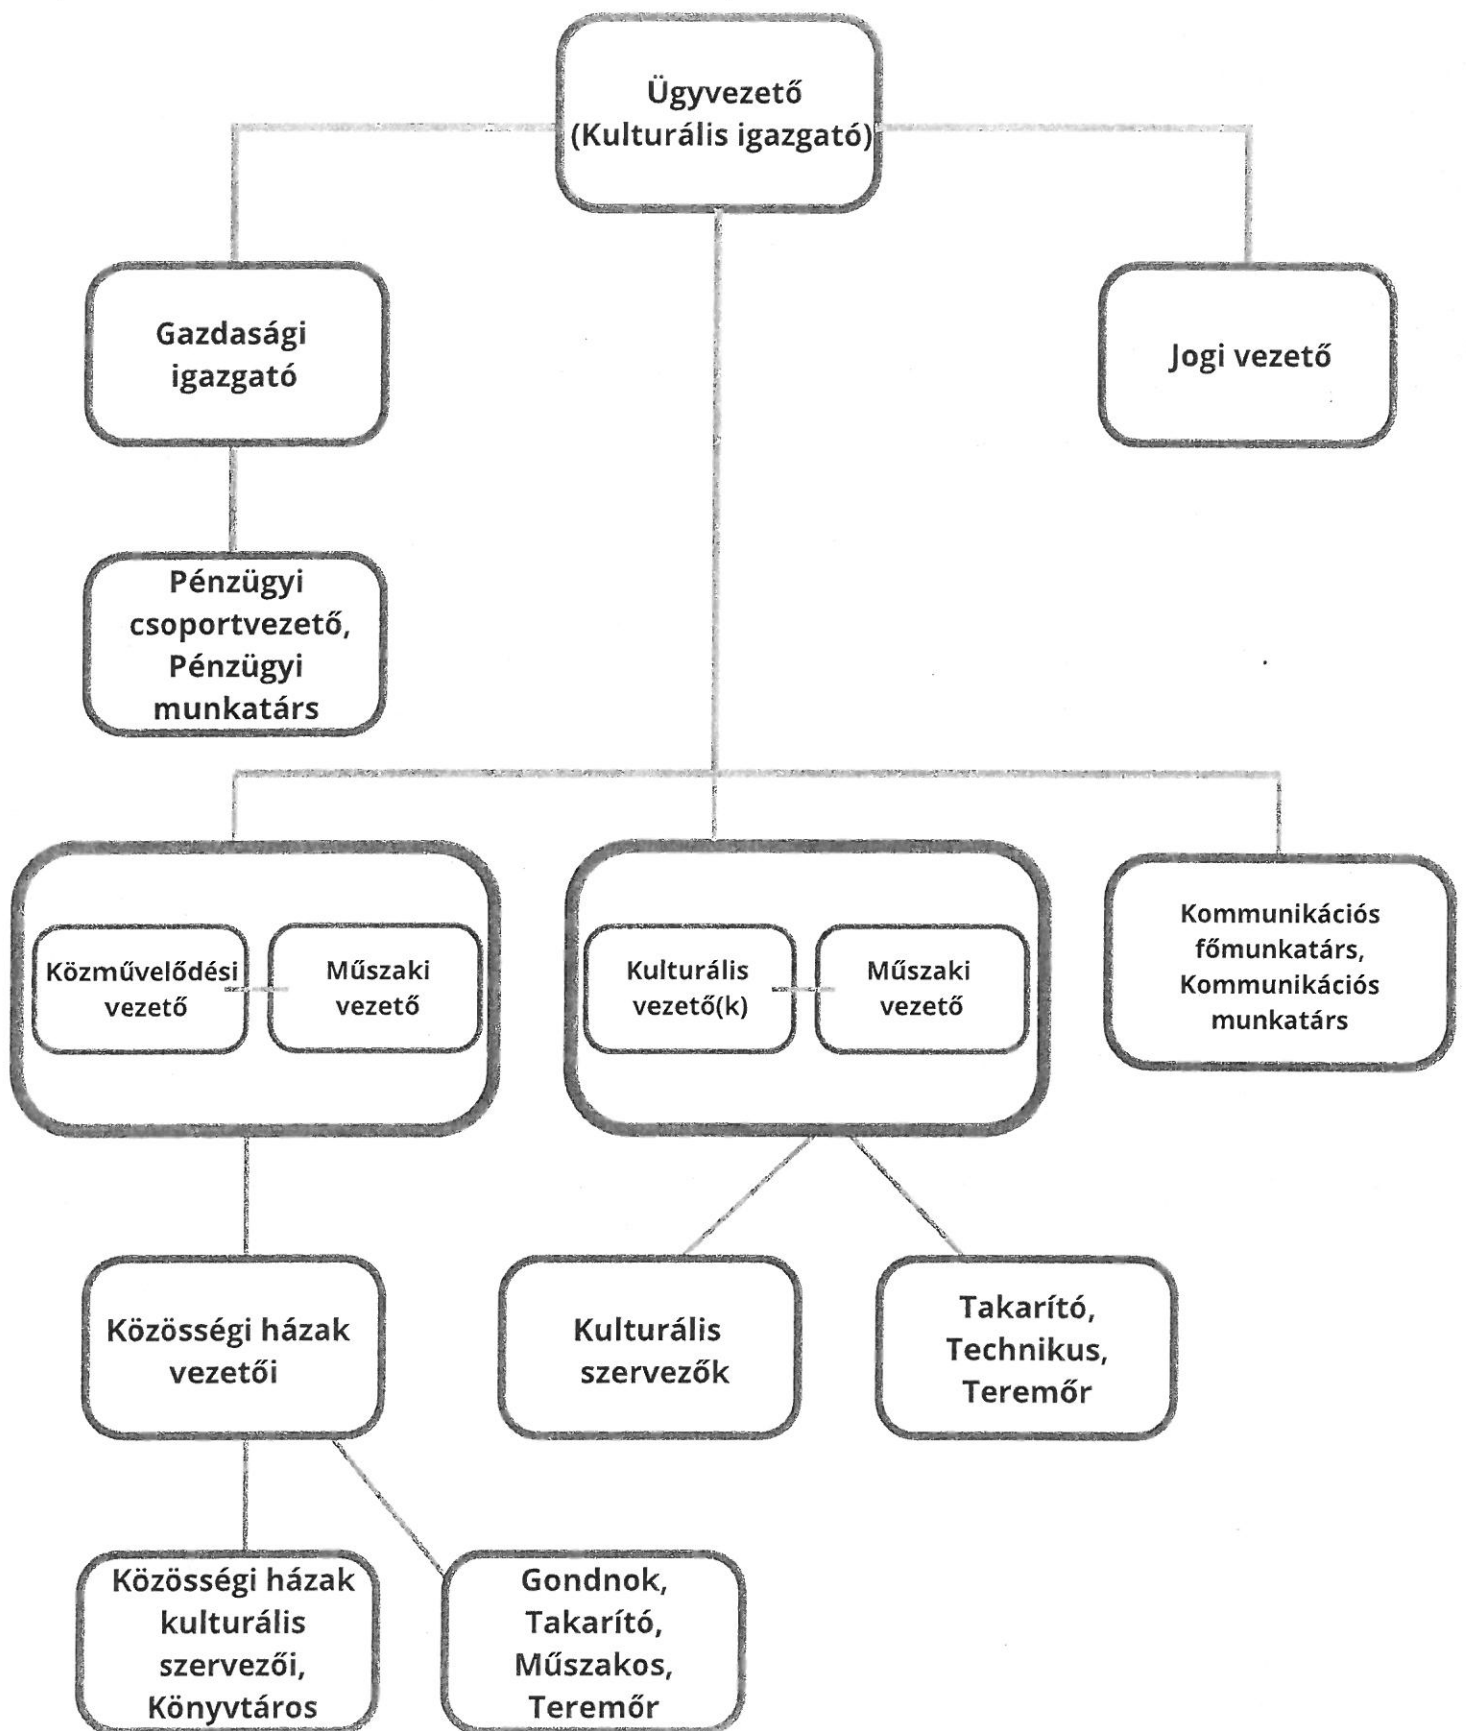 Ügyvezető
(Kulturális igazgató)
Gazdasági
igazgató
Jogi vezető
Pénzügyi
csoportvezető,
Pénzügyi
munkatárs
Közművelődési
vezető
Műszaki
vezető
Kulturális
vezető(k)
Műszaki
vezető
Kommunikációs
főmunkatárs,
Kommunikációs
munkatárs
Közösségi házak
vezetői
Kulturális
szervezők
Takarító,
Technikus,
Teremőr
Közösségi házak
kulturális
szervezői,
Könyvtáros
Gondnok,
Takarító,
Műszakos,
Teremőr